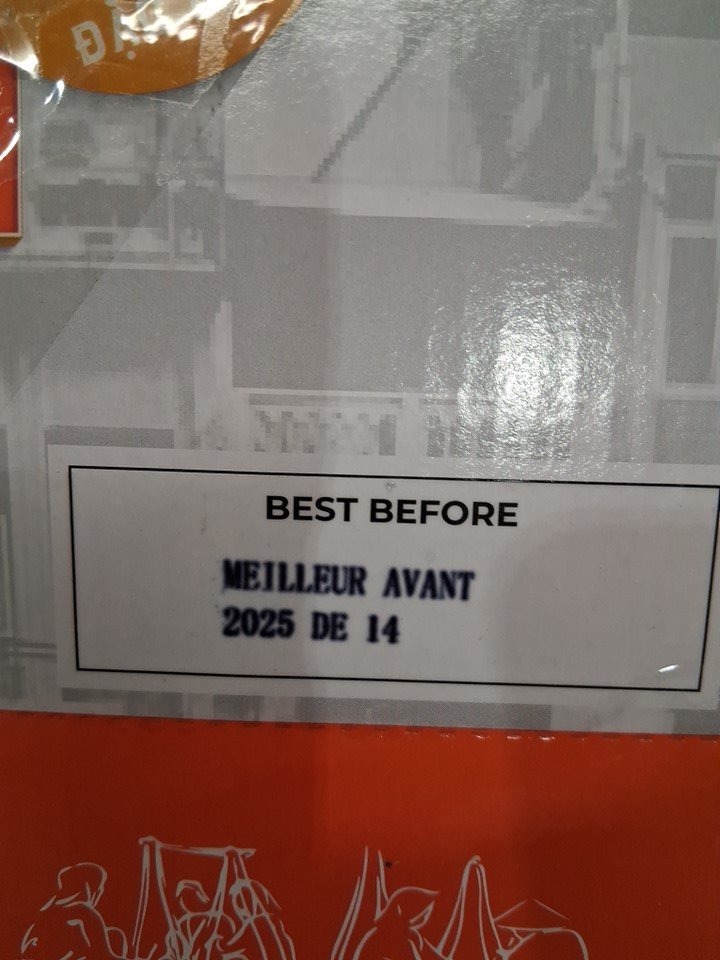 BEST BEFORE
MEILLEUR AVANT
2025 DE 14